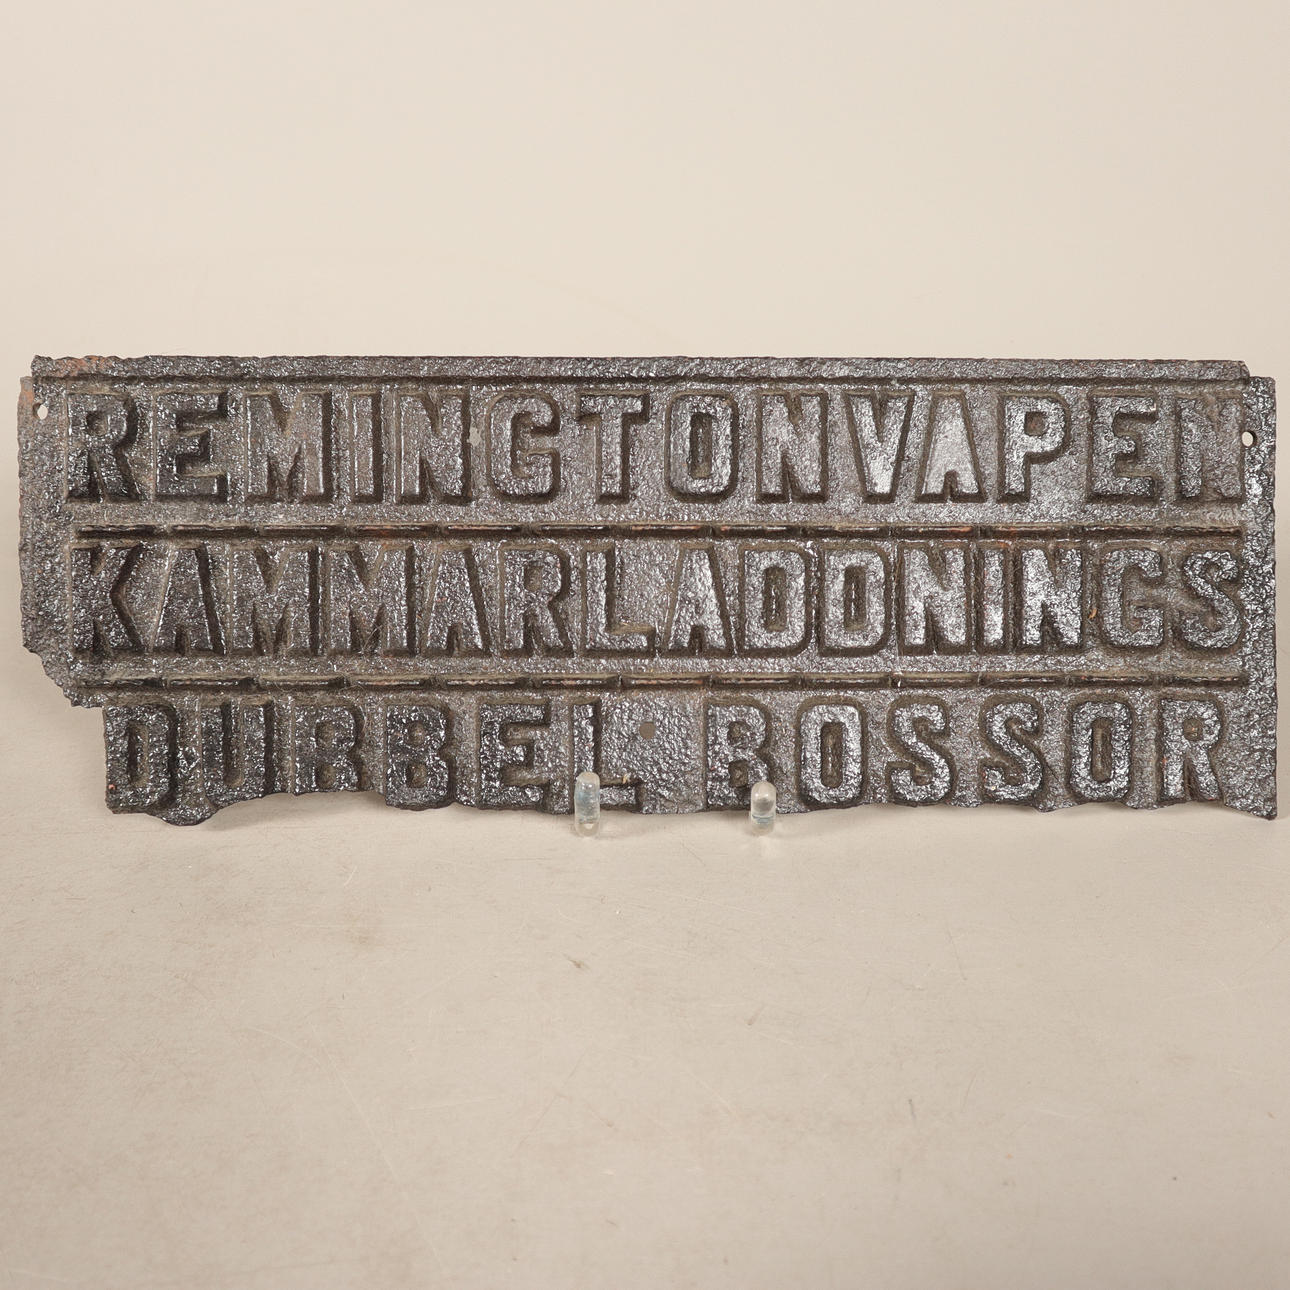 REMINGTONVAPEN
KAMMARLADDNINGS
DUBBEL BOSSOR